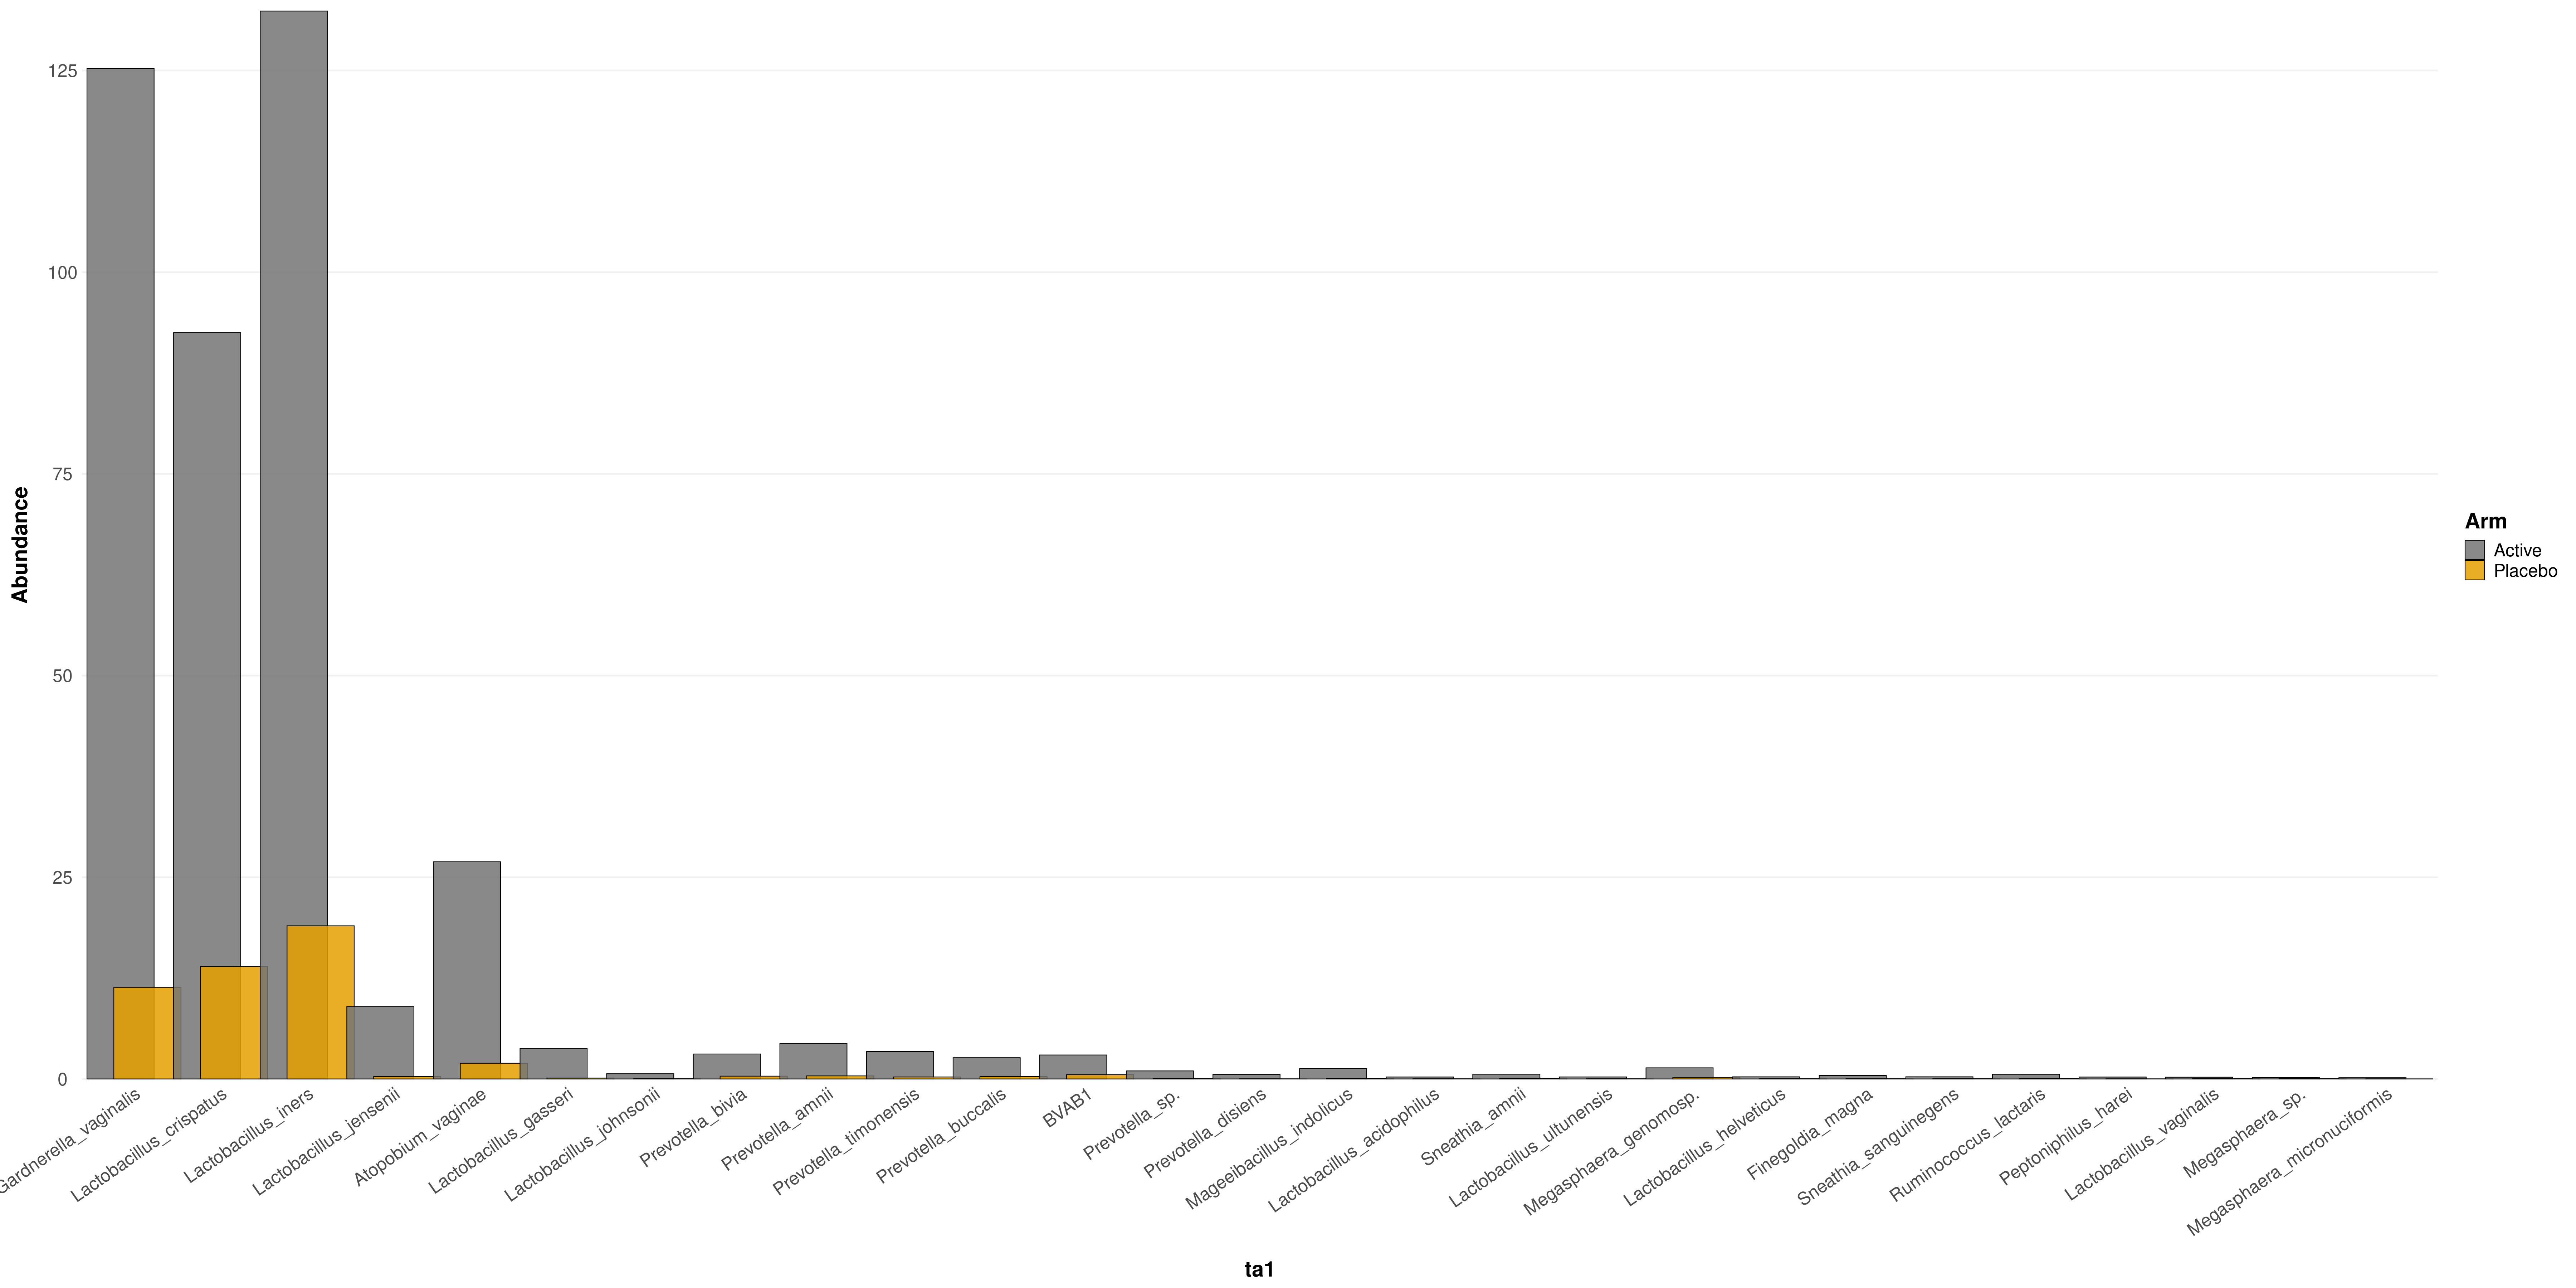 125
100
75
50
25
0
Abundance
Gardnerella_vaginalis
Lactobacillus_crispatus
Lactobacillus_iners
Lactobacillus_jensenii
Atopobium_vaginae
Lactobacillus_gasseri
Lactobacillus_johnsonii
Prevotella_bivia
Prevotella_amnii
Prevotella_timonensis
Prevotella_buccalis
BVAB1
Prevotella_sp.
Prevotella_disiens
Mageeibacillus_indolicus
Lactobacillus_acidophilus
Sneathia_amnii
Lactobacillus_ultunensis
Megasphaera_genomosp.
Lactobacillus_helveticus
Finegoldia_magna
Sneathia_sanguinegens
Ruminococcus_lactaris
Peptoniphilus_harei
Lactobacillus_vaginalis
Megasphaera_sp.
Megasphaera_micronuciformis
ta1
Arm
Active
Placebo